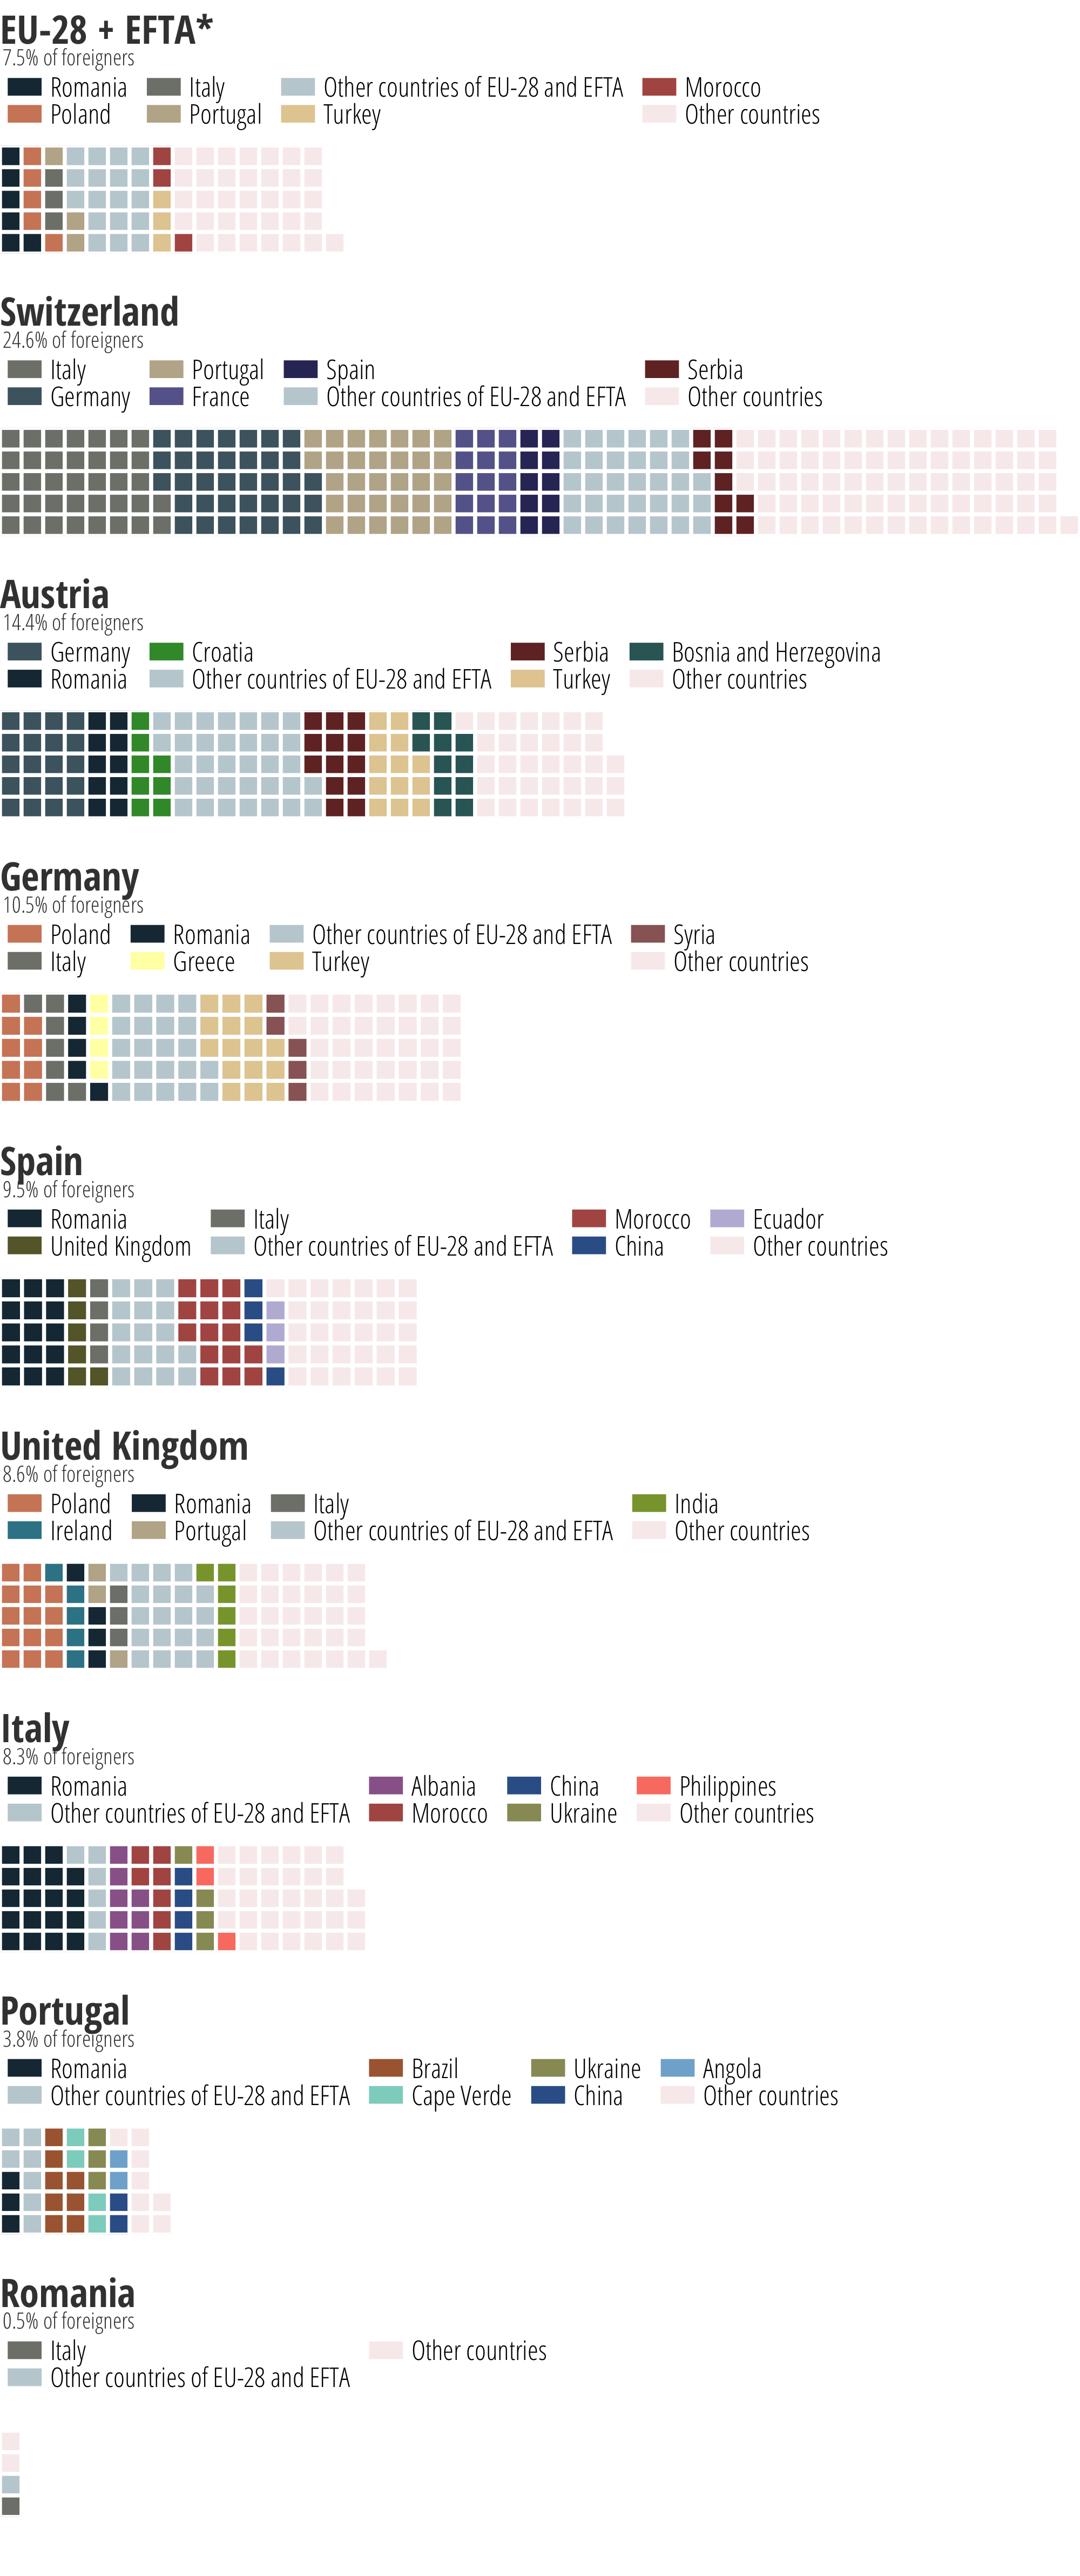 EU-28 + EFTA*
7.5% of foreigners
Romania Italy Other countries of EU-28 and EFTA Morocco
Poland Portugal Turkey Other countries
Switzerland
24.6% of foreigners
Italy Portugal Spain Serbia
Germany France Other countries of EU-28 and EFTA Other countries
Austria
14.4% of foreigners
Germany Croatia Serbia Bosnia and Herzegovina
Romania Other countries of EU-28 and EFTA Turkey Other countries
Germany
10.5% of foreigners
Poland Romania Other countries of EU-28 and EFTA Syria
Italy Greece Turkey Other countries
Spain
9.5% of foreigners
Romania Italy Morocco Ecuador
United Kingdom Other countries of EU-28 and EFTA China Other countries
United Kingdom
8.6% of foreigners
Poland Romania Italy India
Ireland Portugal Other countries of EU-28 and EFTA Other countries
Italy
8.3% of foreigners
Romania Albania China Philippines
Other countries of EU-28 and EFTA Morocco Ukraine Other countries
Portugal
3.8% of foreigners
Romania Brazil Ukraine Angola
Other countries of EU-28 and EFTA Cape Verde China Other countries
Romania
0.5% of foreigners
Italy Other countries
Other countries of EU-28 and EFTA